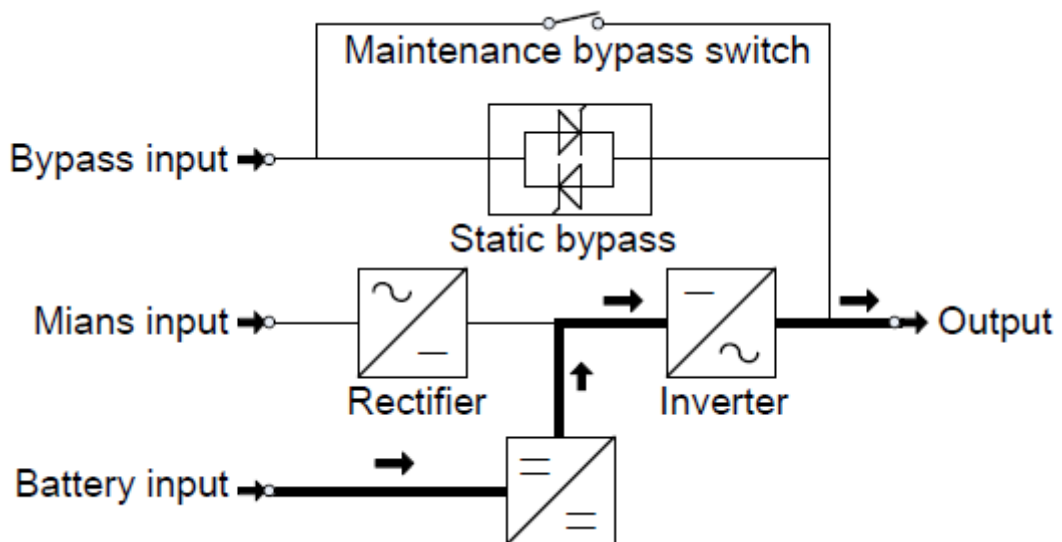 Maintenance bypass switch
Bypass input
Static bypass
Mians input
Output
Rectifier
Inverter
Battery input